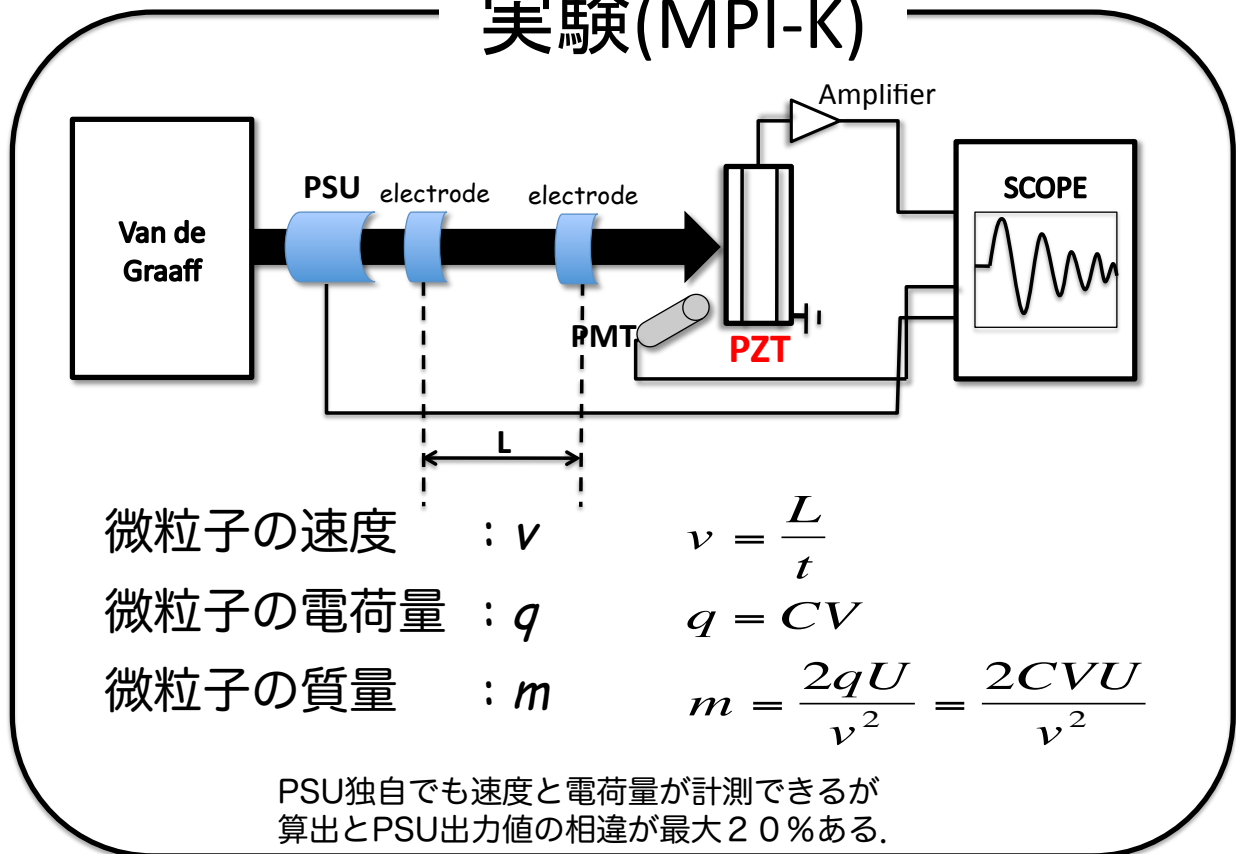 実験(MPI-K)
Amplifier
PSU electrode electrode
SCOPE
Van de
Graaff
PMT
PZT
L
微粒子の速度 : v v = L/t
微粒子の電荷量 : q q = CV
微粒子の質量 : m m = 2qU/v² = 2CVU/v²
PSU独自でも速度と電荷量が計測できるが
算出とPSU出力値の相違が最大２０％ある.